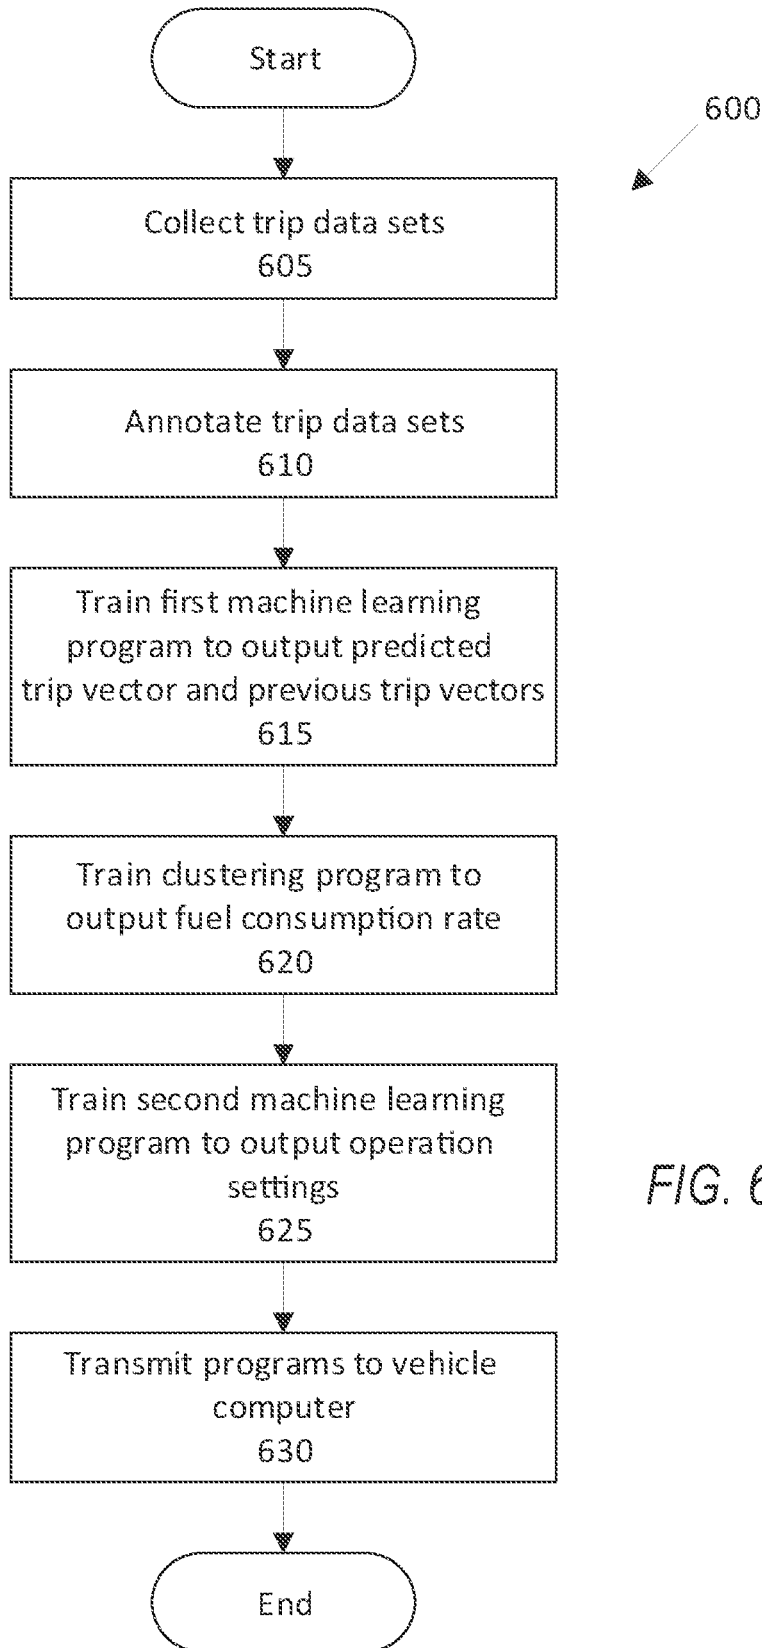 Start
600
Collect trip data sets
605
Annotate trip data sets
610
Train first machine learning
program to output predicted
trip vector and previous trip vectors
615
Train clustering program to
output fuel consumption rate
620
Train second machine learning
program to output operation
settings
625
FIG. 6
Transmit programs to vehicle
computer
630
End